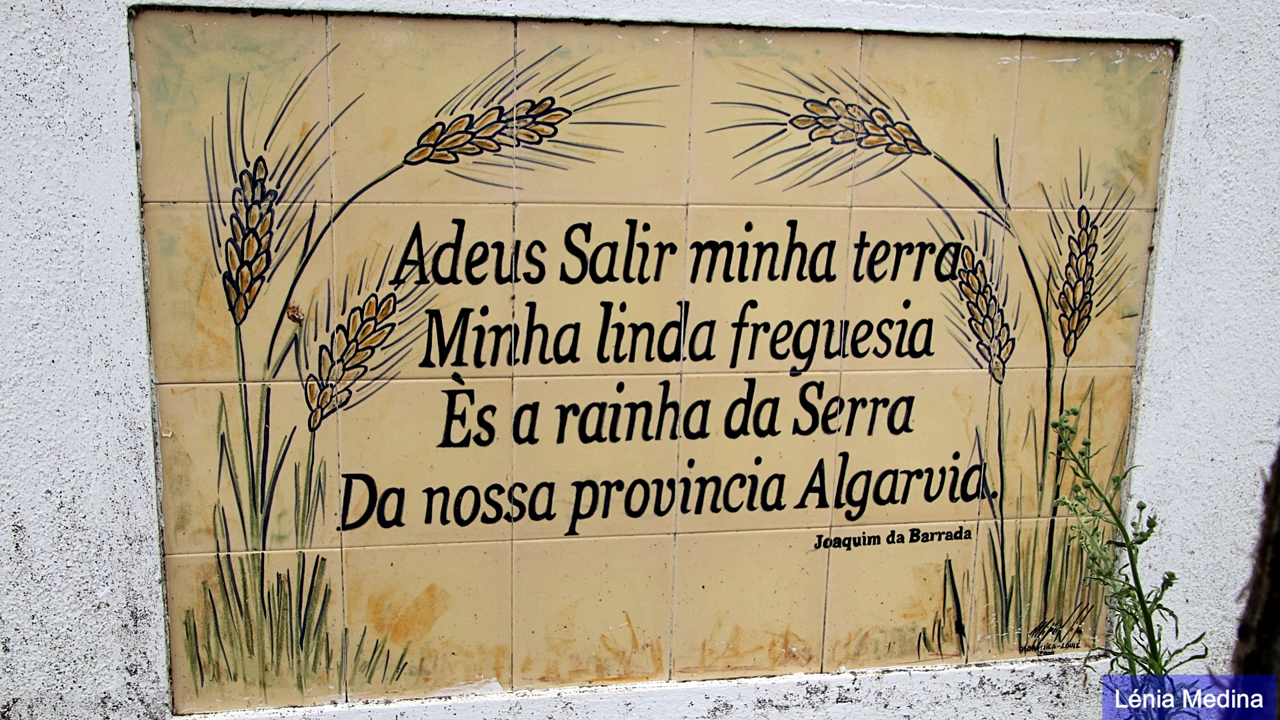 Adeus Salir minha terra
Minha linda freguesia
Ès a rainha da Serra
Da nossa provincia Algarvia.
Joaquim da Barrada
Lénia Medina